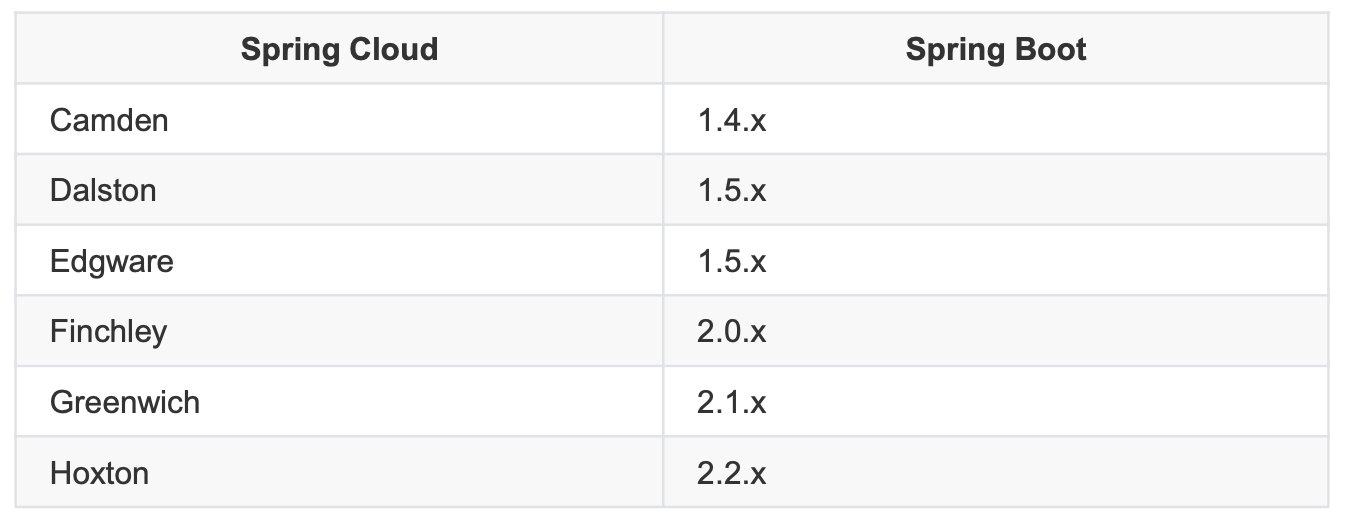 Spring Cloud Spring Boot
Camden 1.4.x
Dalston 1.5.x
Edgware 1.5.x
Finchley 2.0.x
Greenwich 2.1.x
Hoxton 2.2.x